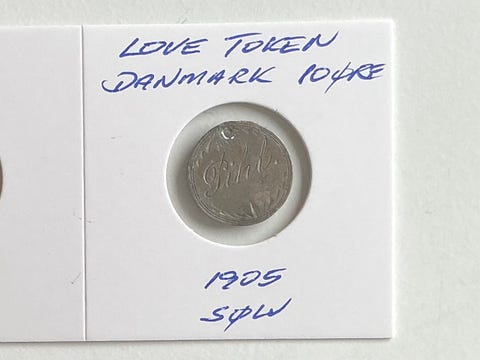 LOVE TOKEN
DANMARK 10ØRE
1905
SØLV